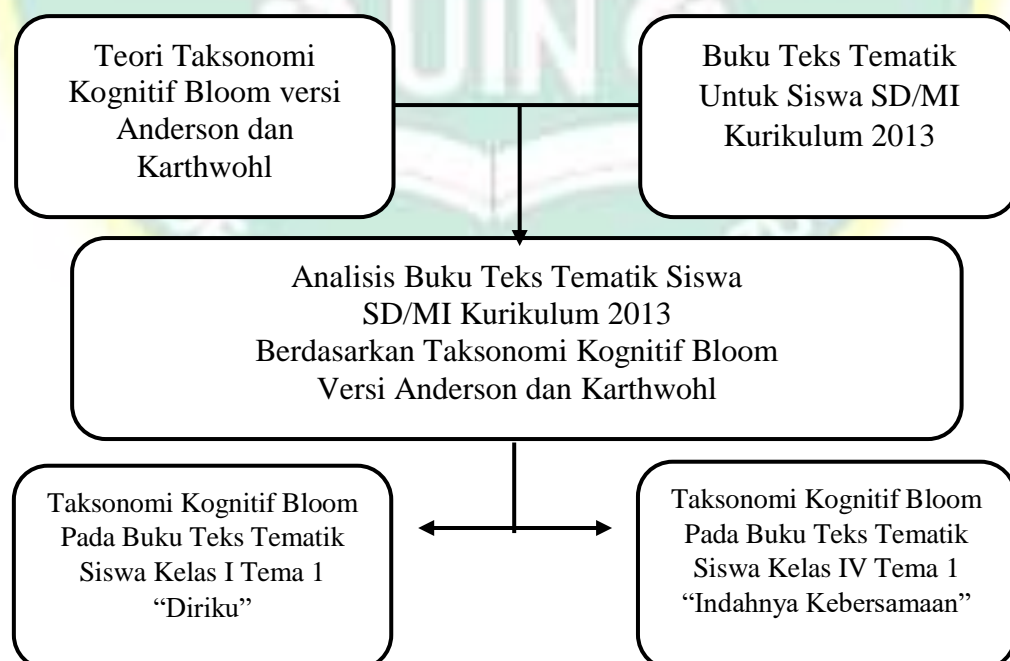 UIN
Teori Taksonomi
Kognitif Bloom versi
Anderson dan
Karthwohl
Buku Teks Tematik
Untuk Siswa SD/MI
Kurikulum 2013
Analisis Buku Teks Tematik Siswa
SD/MI Kurikulum 2013
Berdasarkan Taksonomi Kognitif Bloom
Versi Anderson dan Karthwohl
Taksonomi Kognitif Bloom
Pada Buku Teks Tematik
Siswa Kelas I Tema 1
“Diriku”
Taksonomi Kognitif Bloom
Pada Buku Teks Tematik
Siswa Kelas IV Tema 1
“Indahnya Kebersamaan”